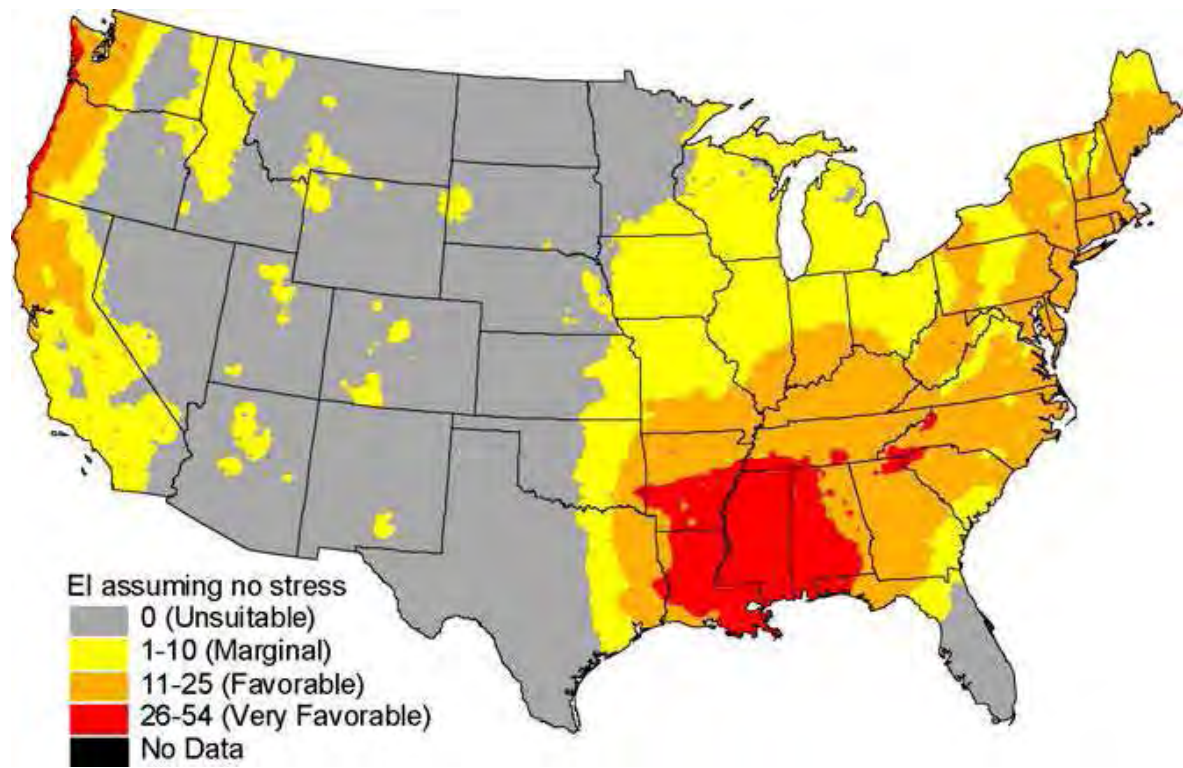 EI assuming no stress
0 (Unsuitable)
1-10 (Marginal)
11-25 (Favorable)
26-54 (Very Favorable)
No Data